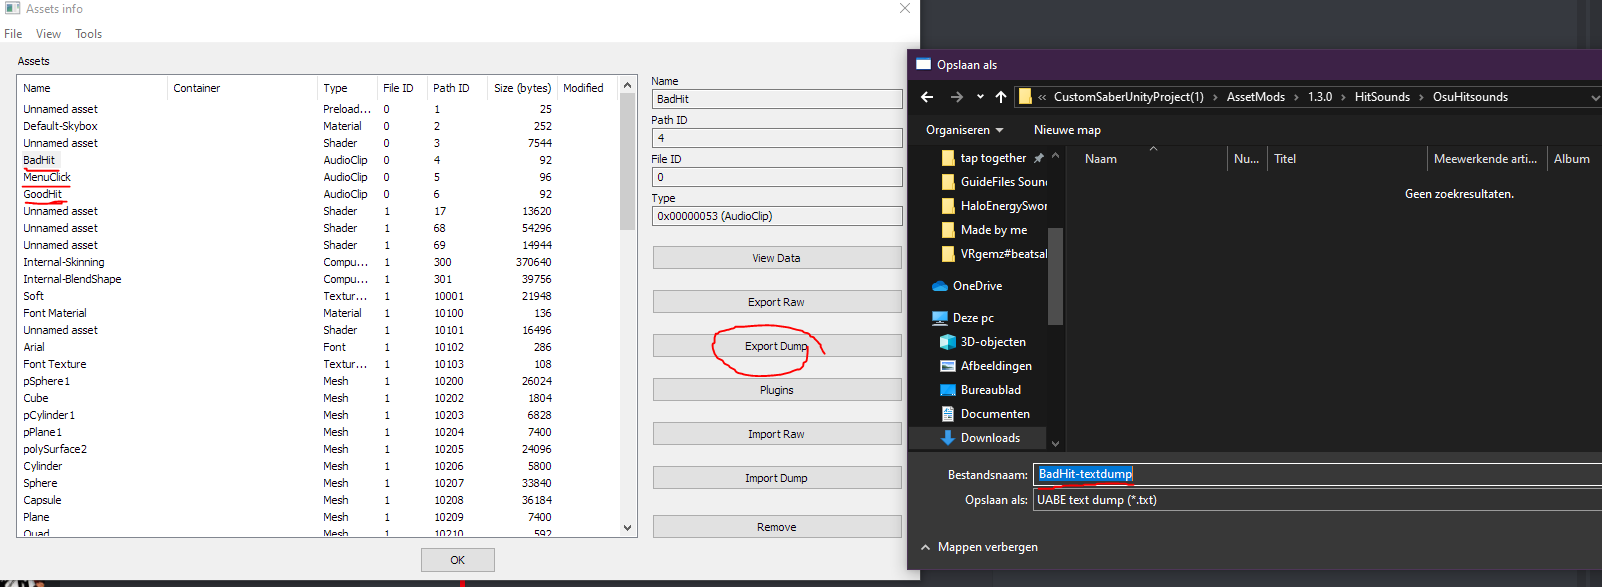 Assets info
File View Tools
Assets
Name Container Type File ID Path ID Size (bytes) Modified
Unnamed asset Preload... 0 1 25
Default-Skybox Material 0 2 252
Unnamed asset Shader 0 3 7544
BadHit AudioClip 0 4 92
MenuClick AudioClip 0 5 96
GoodHit AudioClip 0 6 92
Unnamed asset Shader 1 17 13620
Unnamed asset Shader 1 68 54296
Unnamed asset Shader 1 69 14944
Internal-Skinning Compu... 1 300 370640
Internal-BlendShape Compu... 1 301 39756
Soft Textur... 1 10001 21948
Font Material Material 1 10100 136
Unnamed asset Shader 1 10101 16496
Arial Font 1 10102 286
Font Texture Textur... 1 10103 108
pSphere1 Mesh 1 10200 26024
Cube Mesh 1 10202 1804
pCylinder1 Mesh 1 10203 6828
pPlane1 Mesh 1 10204 7400
polySurface2 Mesh 1 10205 24096
Cylinder Mesh 1 10206 5800
Sphere Mesh 1 10207 33840
Capsule Mesh 1 10208 36184
Plane Mesh 1 10209 7400
Quad Mesh 1 10210 592
OK
Name
BadHit
Path ID
4
File ID
0
Type
0x00000053 (AudioClip)
View Data
Export Raw
Export Dump
Plugins
Import Raw
Import Dump
Remove
Opslaan als
« CustomSaberUnityProject(1) › AssetMods › 1.3.0 › HitSounds › OsuHitsounds
Organiseren Nieuwe map
tap together
GuideFiles Soun
HaloEnergySwor
Made by me
VRgemz#beatsal
OneDrive
Deze pc
3D-objecten
Afbeeldingen
Bureaublad
Documenten
Downloads
Naam Nu... Titel Meewerkende arti... Album
Geen zoekresultaten.
Bestandsnaam: BadHit-textdump
Opslaan als: UABE text dump (*.txt)
Mappen verbergen